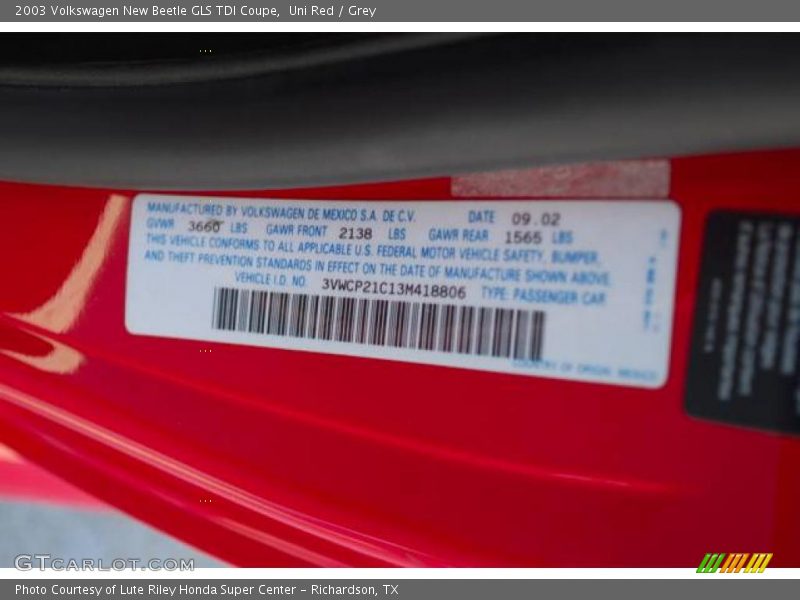 2003 Volkswagen New Beetle GLS TDI Coupe,  Uni Red / Grey
MANUFACTURED BY VOLKSWAGEN DE MEXICO S.A. DE C.V. DATE 09.02
GVWR 3660 LBS GAWR FRONT 2138 LBS GAWR REAR 1565 LBS
THIS VEHICLE CONFORMS TO ALL APPLICABLE U.S. FEDERAL MOTOR VEHICLE SAFETY, BUMPER,
AND THEFT PREVENTION STANDARDS IN EFFECT ON THE DATE OF MANUFACTURE SHOWN ABOVE.
VEHICLE I.D. NO. 3VWCP21C13M418806 TYPE: PASSENGER CAR
COUNTRY OF ORIGIN: MEXICO
GTcarlot.com
Photo Courtesy of Lute Riley Honda Super Center – Richardson, TX